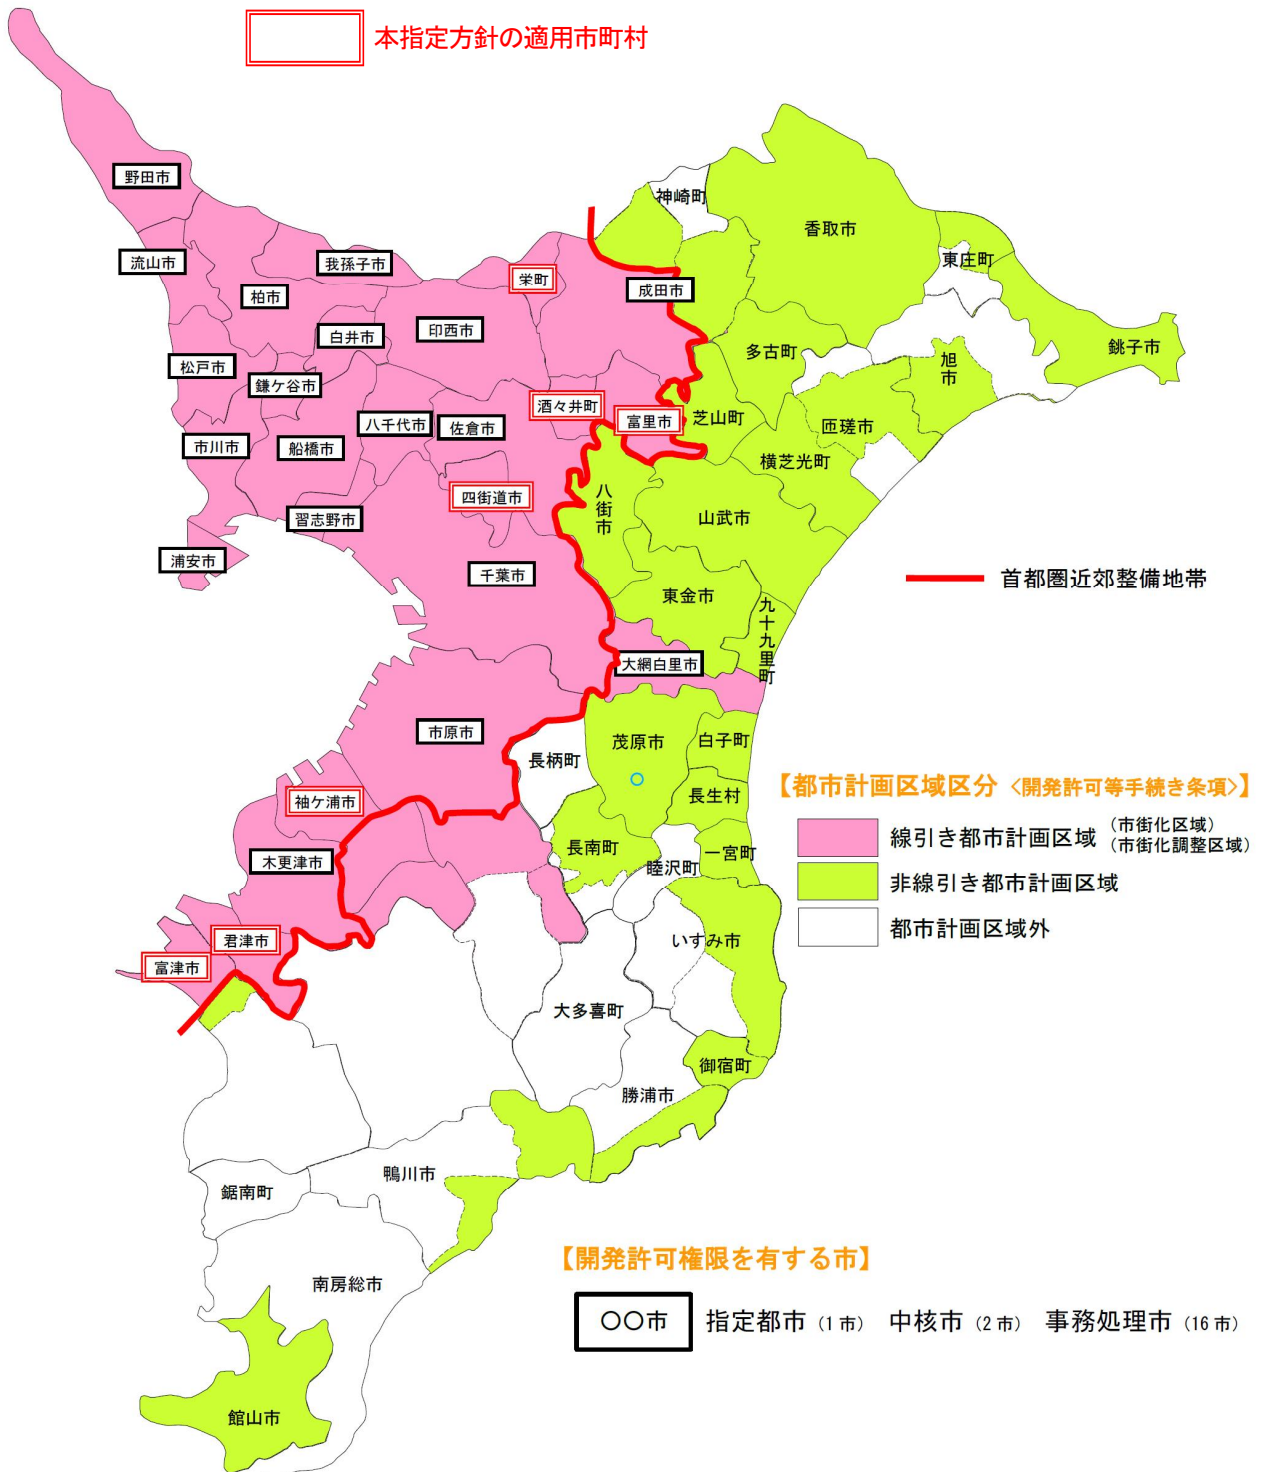 本指定方針の適用市町村
野田市
神崎町
香取市
流山市
我孫子市
東庄町
栄町
成田市
柏市
印西市
白井市
銚子市
多古町
松戸市
旭市
鎌ケ谷市
酒々井町
富里市
芝山町
八千代市
佐倉市
匝瑳市
市川市
船橋市
横芝光町
四街道市
八街市
習志野市
山武市
浦安市
千葉市
首都圏近郊整備地帯
東金市
九十九里町
大網白里市
市原市
茂原市
白子町
長柄町
【都市計画区域区分 〈開発許可等手続き条項〉】
袖ケ浦市
長生村
線引き都市計画区域 (市街化区域)
(市街化調整区域)
長南町
一宮町
木更津市
睦沢町
非線引き都市計画区域
都市計画区域外
君津市
いすみ市
富津市
大多喜町
御宿町
勝浦市
鴨川市
鋸南町
【開発許可権限を有する市】
南房総市
〇〇市 指定都市 (1市) 中核市 (2市) 事務処理市 (16市)
館山市